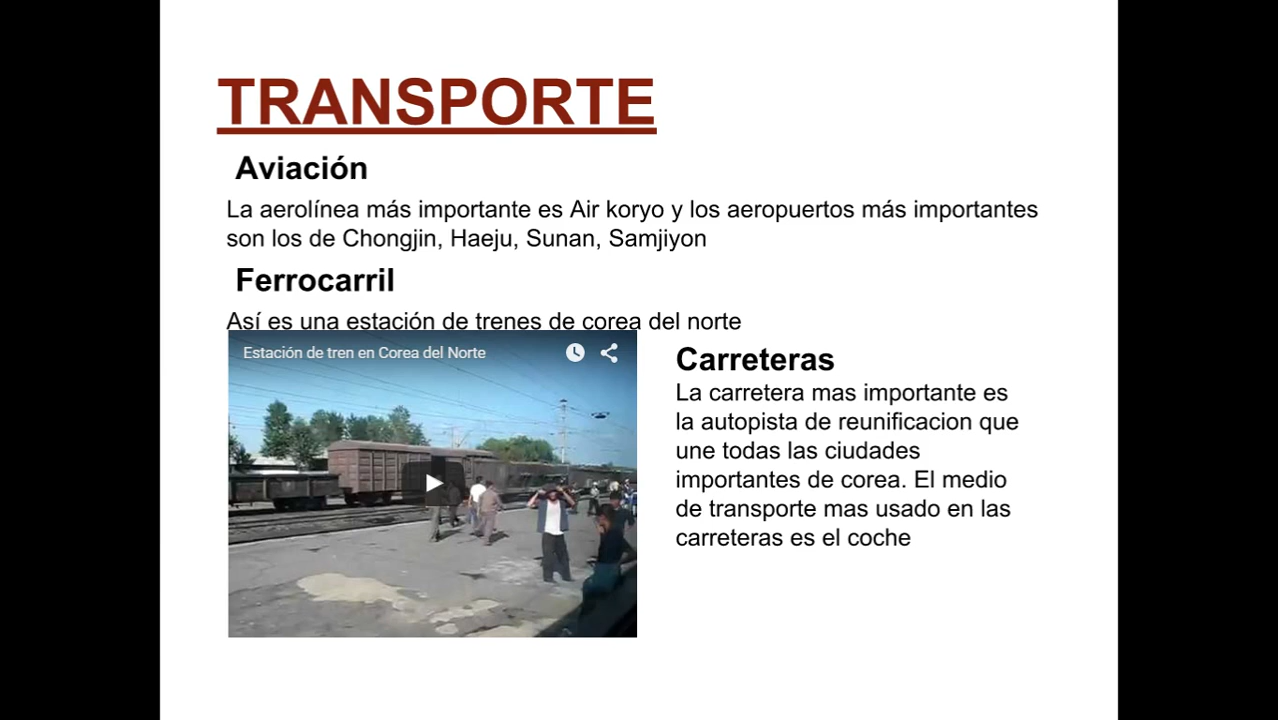 TRANSPORTE
Aviación
La aerolínea más importante es Air koryo y los aeropuertos más importantes
son los de Chongjin, Haeju, Sunan, Samjiyon
Ferrocarril
Así es una estación de trenes de corea del norte
Estación de tren en Corea del Norte
Carreteras
La carretera mas importante es
la autopista de reunificacion que
une todas las ciudades
importantes de corea. El medio
de transporte mas usado en las
carreteras es el coche